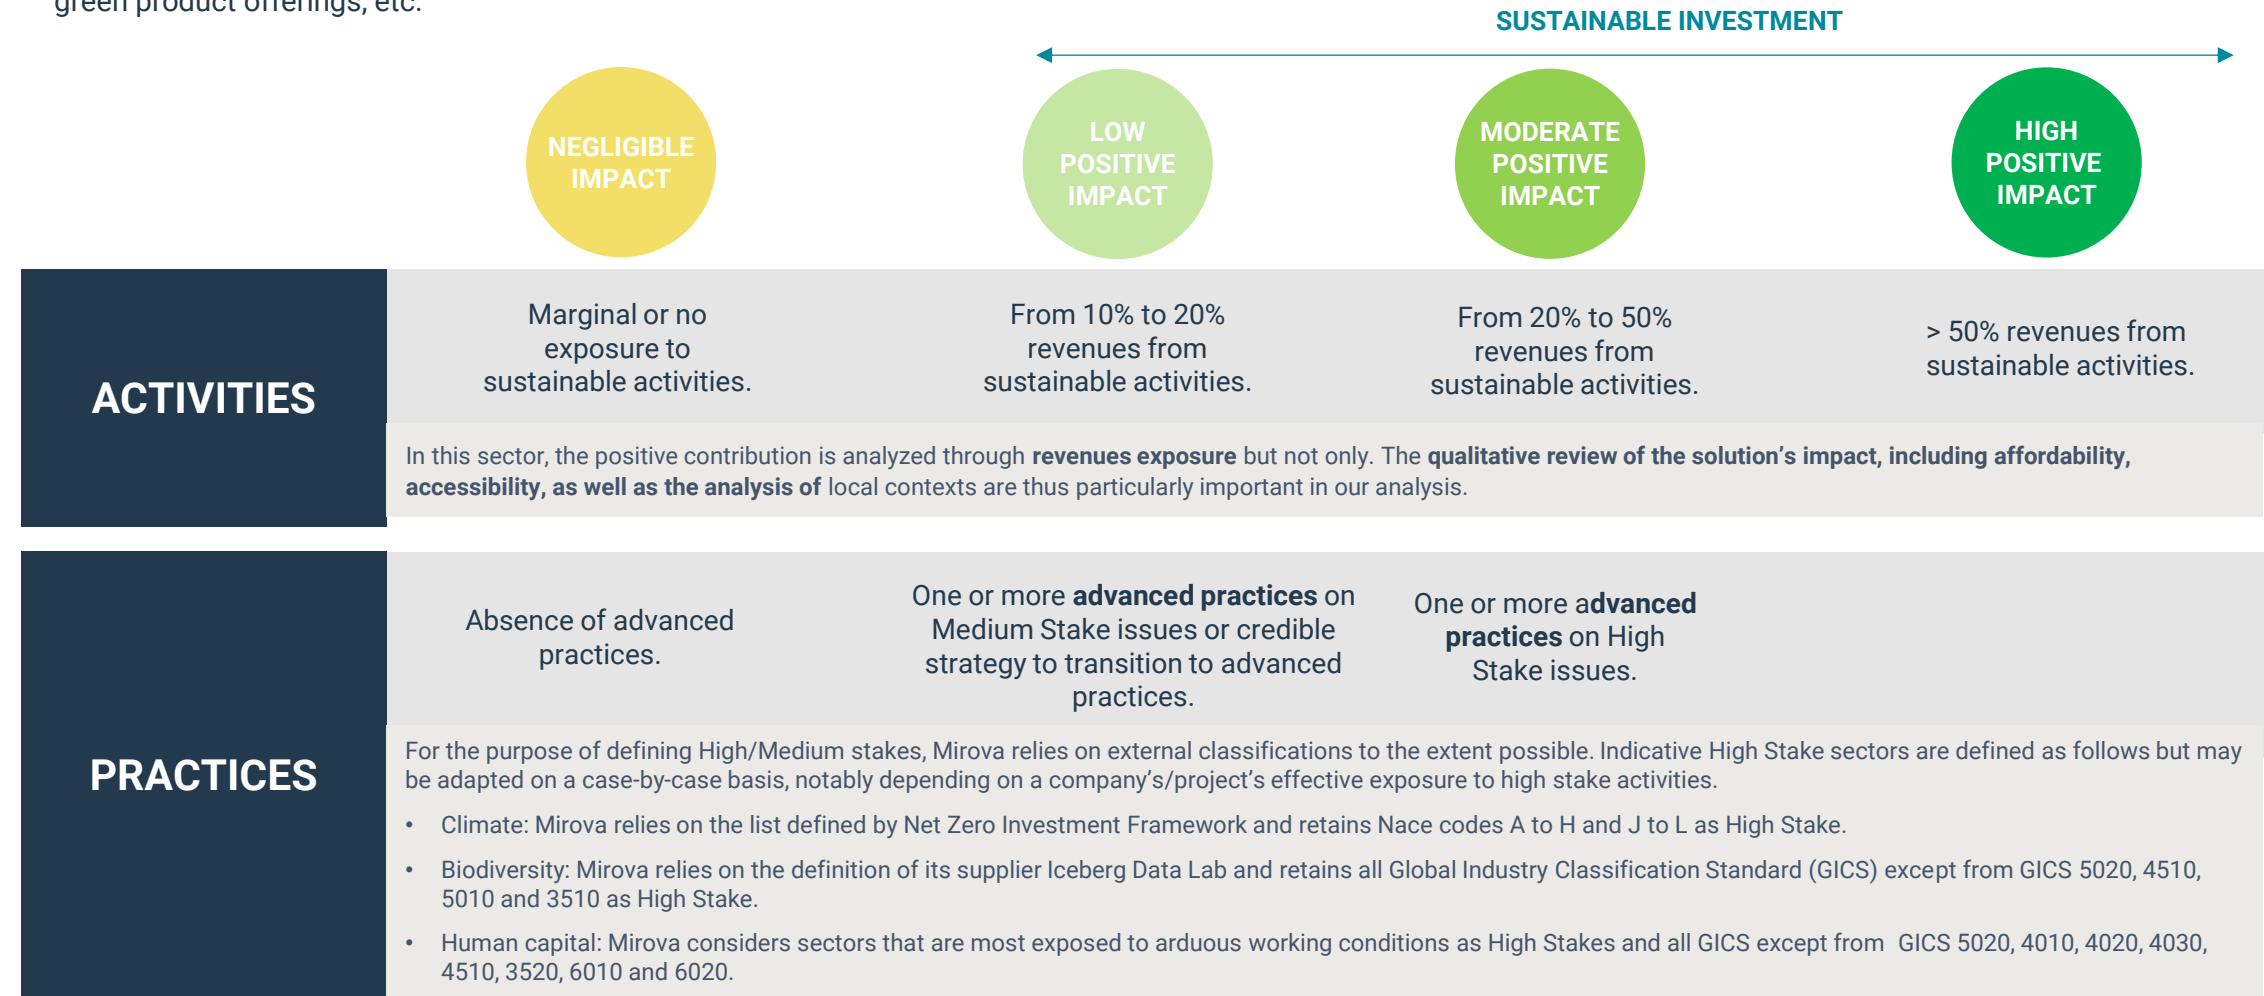 green product offerings, etc.
SUSTAINABLE INVESTMENT
NEGLIGIBLE
IMPACT
LOW
POSITIVE
IMPACT
MODERATE
POSITIVE
IMPACT
HIGH
POSITIVE
IMPACT
ACTIVITIES
Marginal or no
exposure to
sustainable activities.
From 10% to 20%
revenues from
sustainable activities.
From 20% to 50%
revenues from
sustainable activities.
> 50% revenues from
sustainable activities.
In this sector, the positive contribution is analyzed through revenues exposure but not only. The qualitative review of the solution's impact, including affordability,
accessibility, as well as the analysis of local contexts are thus particularly important in our analysis.
PRACTICES
Absence of advanced
practices.
One or more advanced practices on
Medium Stake issues or credible
strategy to transition to advanced
practices.
One or more advanced
practices on High
Stake issues.
For the purpose of defining High/Medium stakes, Mirova relies on external classifications to the extent possible. Indicative High Stake sectors are defined as follows but may
be adapted on a case-by-case basis, notably depending on a company's/project's effective exposure to high stake activities.
• Climate: Mirova relies on the list defined by Net Zero Investment Framework and retains Nace codes A to H and J to L as High Stake.
• Biodiversity: Mirova relies on the definition of its supplier Iceberg Data Lab and retains all Global Industry Classification Standard (GICS) except from GICS 5020, 4510,
5010 and 3510 as High Stake.
• Human capital: Mirova considers sectors that are most exposed to arduous working conditions as High Stakes and all GICS except from GICS 5020, 4010, 4020, 4030,
4510, 3520, 6010 and 6020.